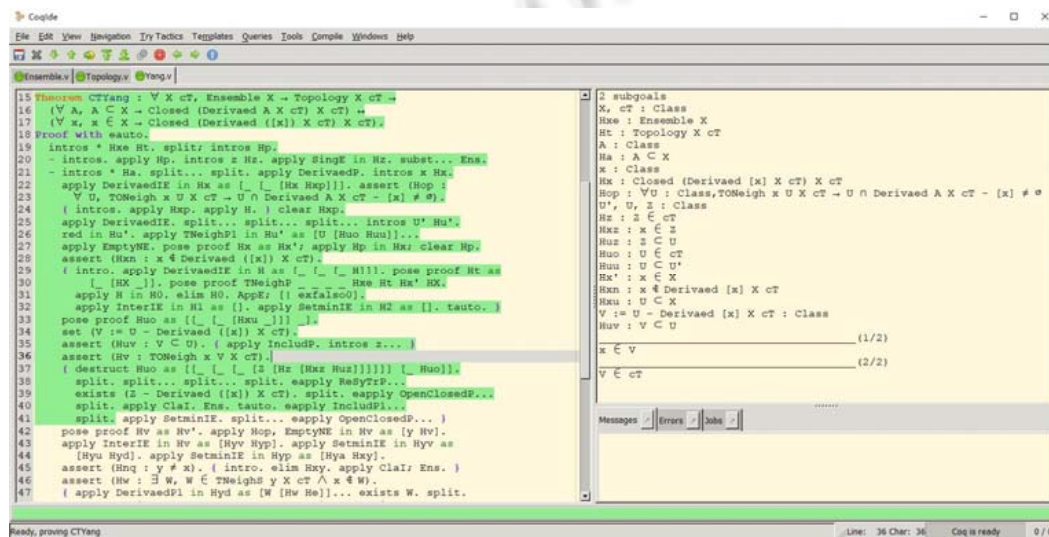 CoqIde
File Edit View Navigation Try Tactics Templates Queries Tools Compile Windows Help
Ensemble.v Topology.v Yang.v
15 Theorem CTYang : ∀ X cT, Ensemble X → Topology X cT →
16 (∀ A, A ⊂ X → Closed (Derivaed A X cT) X cT) ↔
17 (∀ x, x ∈ X → Closed (Derivaed ([x]) X cT) X cT).
18 Proof with eauto.
19 intros * Hxe Ht. split; intros Hp.
20 - intros. apply Hp. intros z Hz. apply SingE in Hz. subst... Ens.
21 - intros * Ha. split... split. apply DerivaedP. intros x Hx.
22 apply DerivaedIE in Hx as [_ [_ [Hx Hxp]]]. assert (Hop :
23 ∀ U, TONeigh x U X cT → U ∩ Derivaed A X cT - [x] ≠ ∅).
24 { intros. apply Hxp. apply H. } clear Hxp.
25 apply DerivaedIE. split... split... split... intros U' Hu'.
26 red in Hu'. apply TNeighP1 in Hu' as [U [Huo Huu]]...
27 apply EmptyNE. pose proof Hx as Hx'; apply Hp in Hx; clear Hp.
28 assert (Hxn : x ∉ Derivaed ([x]) X cT).
29 { intro. apply DerivaedIE in H as [_ [_ [_ H]]]. pose proof Ht as
30 [_ [HX _]]. pose proof TNeighP _ _ _ _ Hxe Ht Hx' HX.
31 apply H in H0. elim H0. AppE; [| exfalso0].
32 apply InterIE in H1 as []. apply SetminIE in H2 as []. tauto. }
33 pose proof Huo as [[_ [_ [Hxu _]]] _].
34 set (V := U - Derivaed ([x]) X cT).
35 assert (Huv : V ⊂ U). { apply IncludP. intros z... }
36 assert (Hv : TONeigh x V X cT).
37 { destruct Huo as [[_ [_ [_ [Z [Hz [Hxz Huz]]]]]] [_ Huo]].
38 split. split... split... split. eapply ReSyTrP...
39 exists (Z - Derivaed ([x]) X cT). split. eapply OpenClosedP...
40 split. apply ClaI. Ens. tauto. eapply IncludP1...
41 split. apply SetminIE. split... eapply OpenClosedP... }
42 pose proof Hv as Hv'. apply Hop, EmptyNE in Hv as [y Hv].
43 apply InterIE in Hv as [Hyv Hyp]. apply SetminIE in Hyv as
44 [Hyu Hyd]. apply SetminIE in Hyp as [Hya Hxy].
45 assert (Hnq : y ≠ x). { intro. elim Hxy. apply ClaI; Ens. }
46 assert (Hw : ∃ W, W ∈ TNeighS y X cT ∧ x ∉ W).
47 { apply DerivaedP1 in Hyd as [W [Hw He]]... exists W. split.
2 subgoals
X, cT : Class
Hxe : Ensemble X
Ht : Topology X cT
A : Class
Ha : A ⊂ X
x : Class
Hx : Closed (Derivaed [x] X cT) X cT
Hop : ∀U : Class,TONeigh x U X cT → U ∩ Derivaed A X cT - [x] ≠ ∅
U', U, Z : Class
Hz : Z ∈ cT
Hxz : x ∈ Z
Huz : Z ⊂ U
Huo : U ∈ cT
Huu : U ⊂ U'
Hx' : x ∈ X
Hxn : x ∉ Derivaed [x] X cT
Hxu : U ⊂ X
V := U - Derivaed [x] X cT : Class
Huv : V ⊂ U
(1/2)
x ∈ V
(2/2)
V ∈ cT
Messages Errors Jobs
Ready, proving CTYang
Line: 36 Char: 36 Coq is ready 0 /